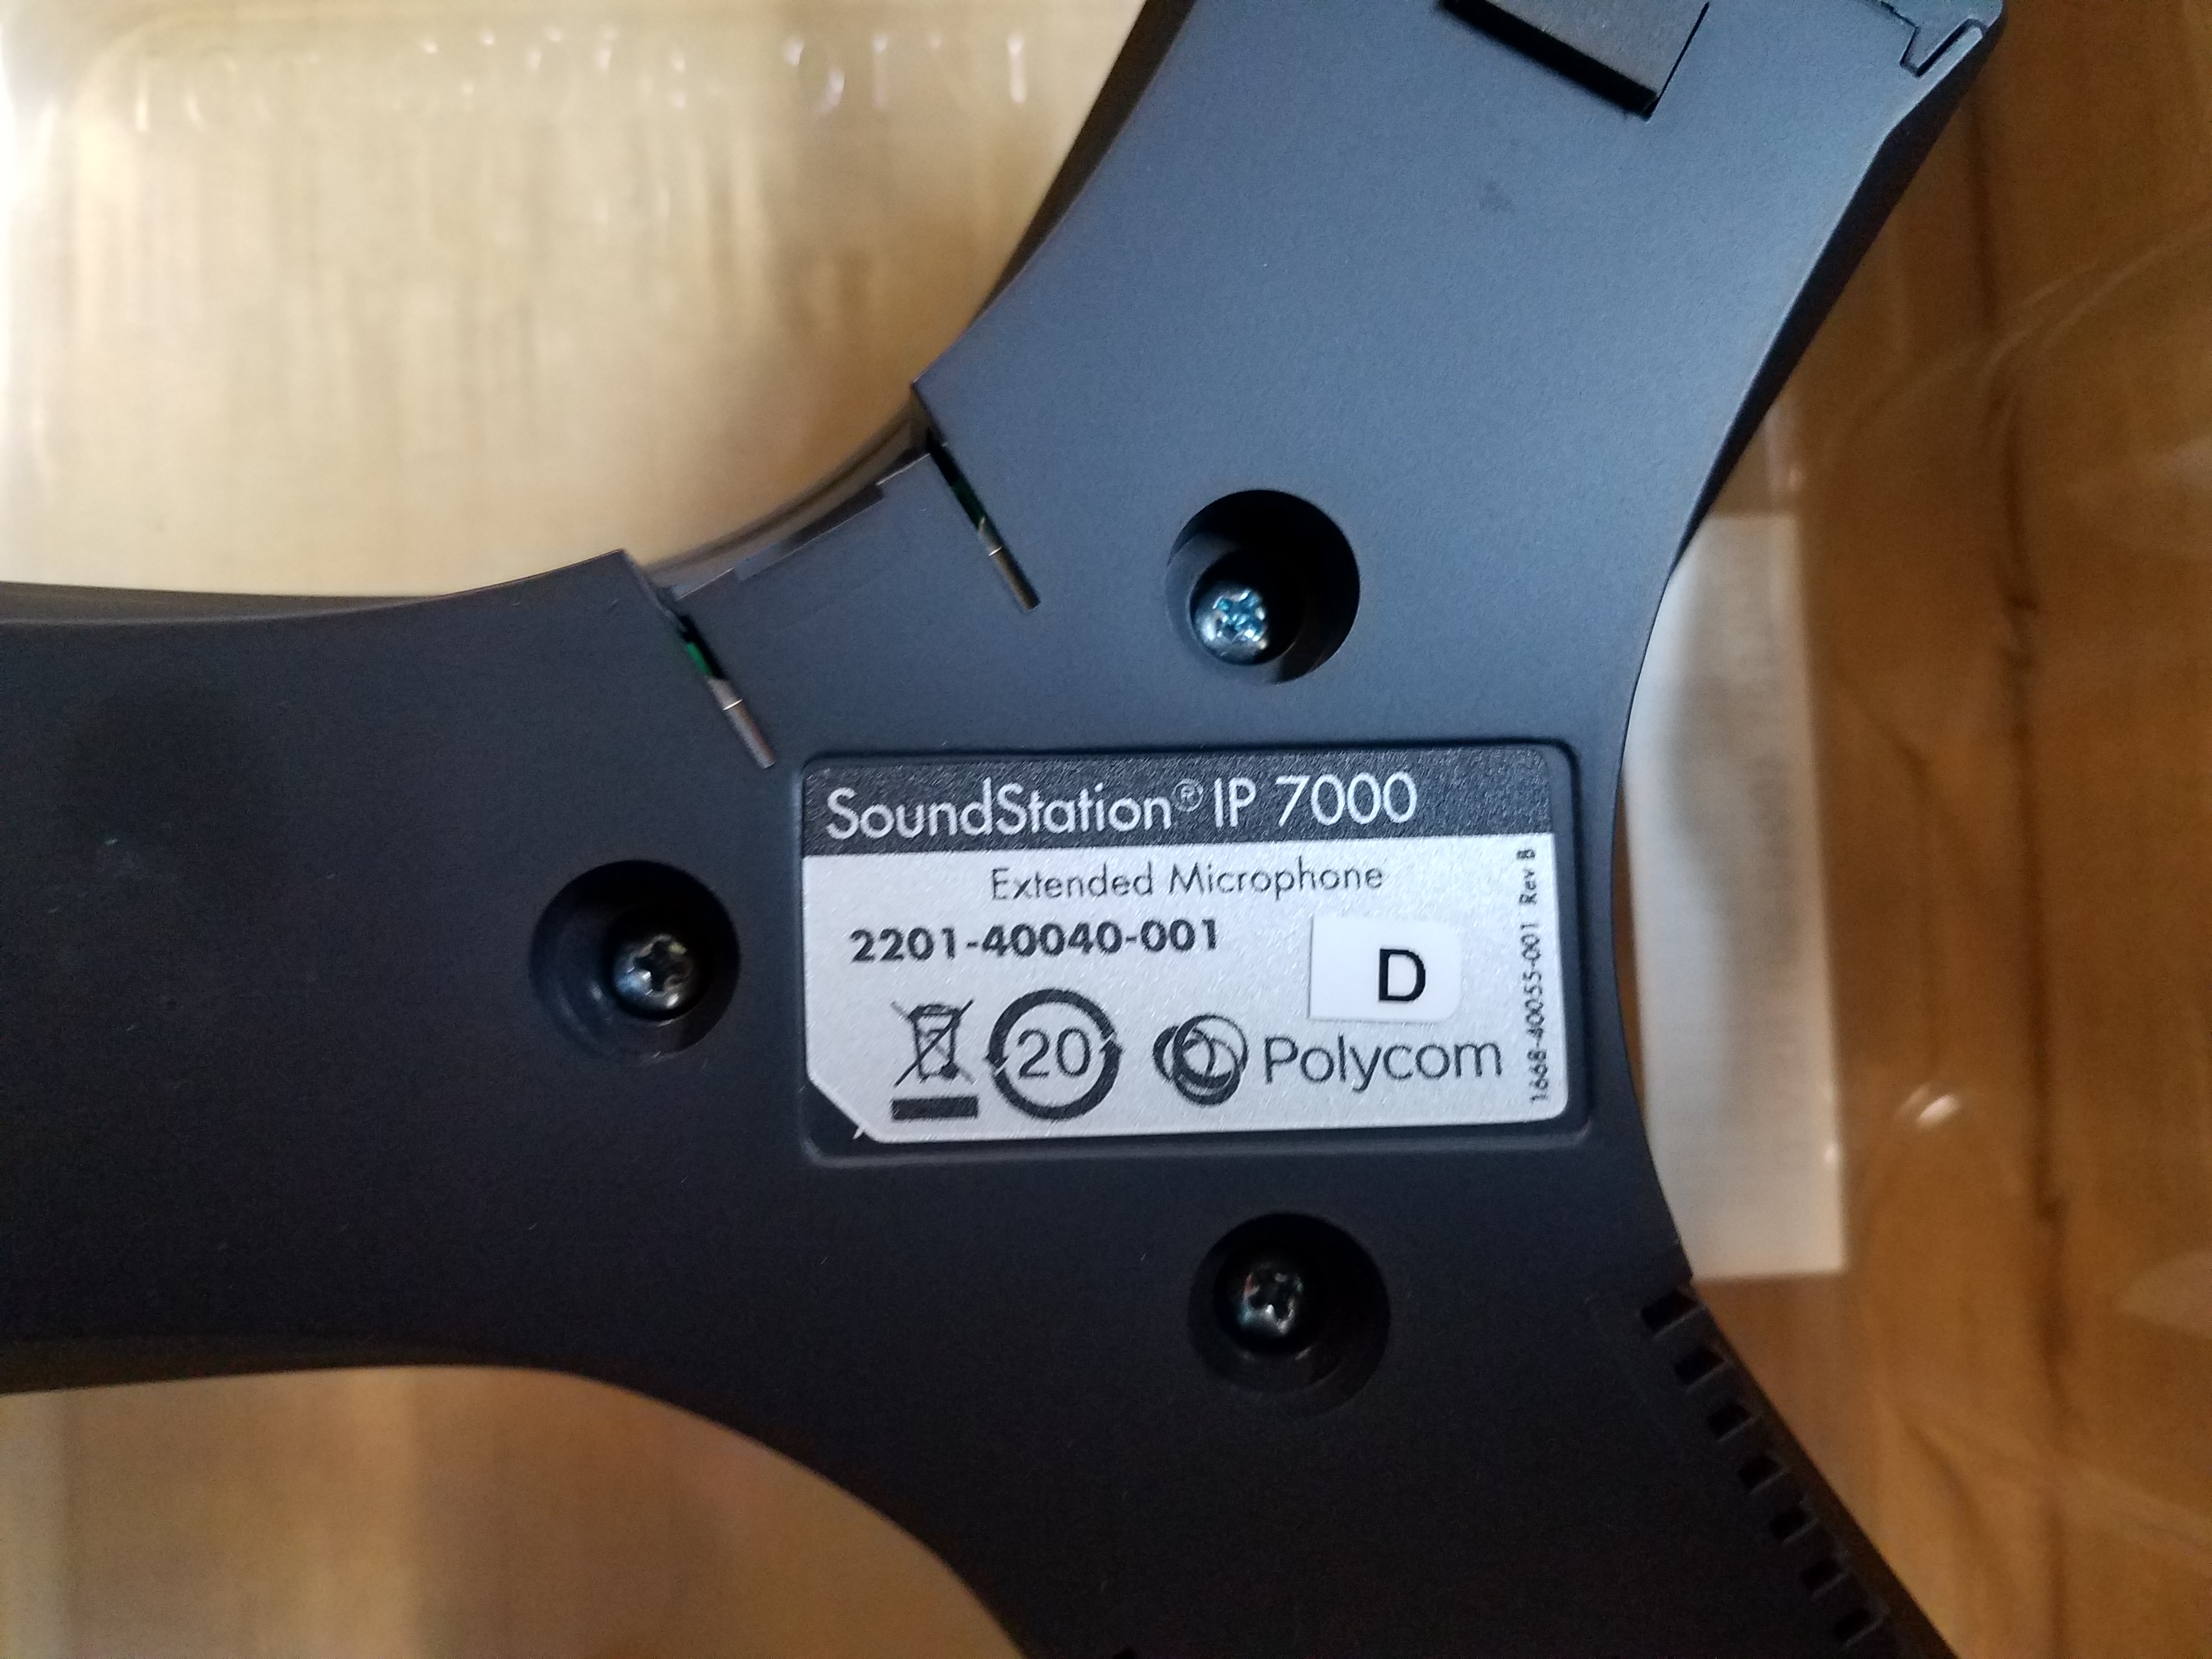 SoundStation® IP 7000
Extended Microphone
2201-40040-001
D
20
Polycom
1668-40055-001 Rev B